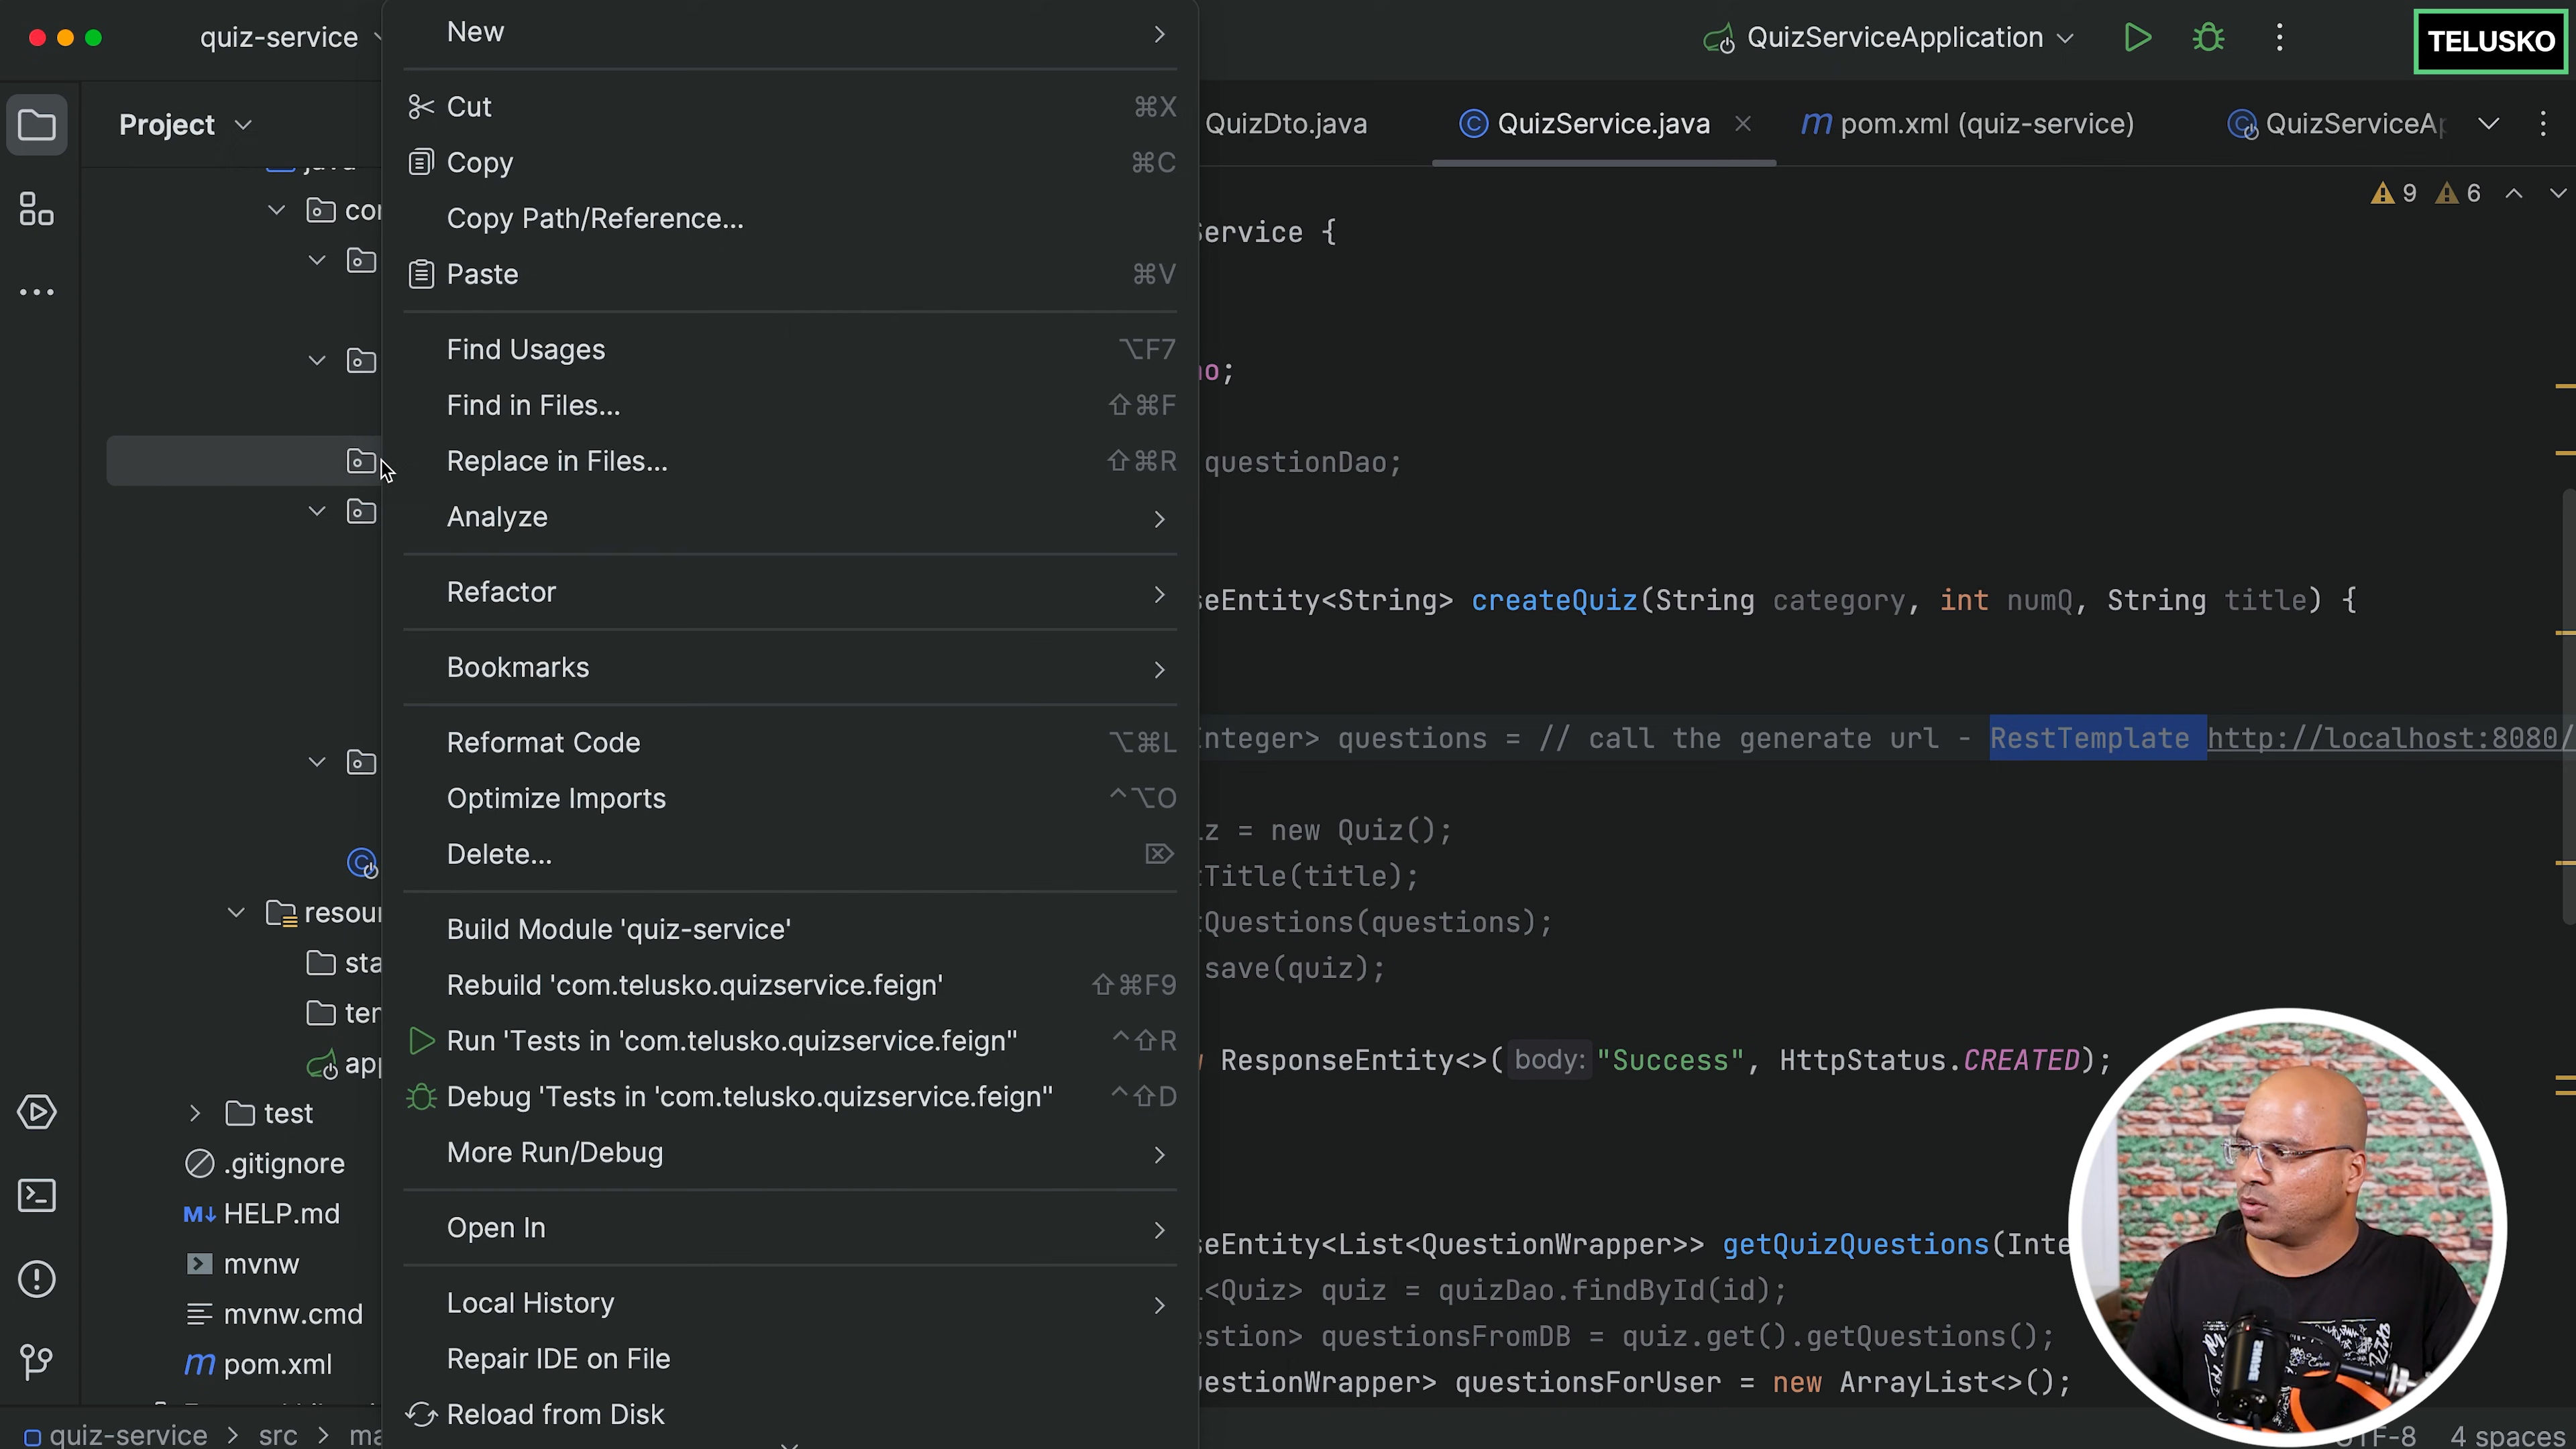 quiz-service
QuizServiceApplication
TELUSKO
Project
QuizDto.java
QuizService.java
pom.xml (quiz-service)
9 6
New
Cut ⌘X
Copy ⌘C
Copy Path/Reference...
Paste ⌘V
Find Usages ⌥F7
Find in Files... ⇧⌘F
Replace in Files... ⇧⌘R
Analyze
Refactor
Bookmarks
Reformat Code ⌥⌘L
Optimize Imports ^⌥O
Delete... ⌦
Build Module 'quiz-service'
Rebuild 'com.telusko.quizservice.feign' ⇧⌘F9
Run 'Tests in 'com.telusko.quizservice.feign'' ^⇧R
Debug 'Tests in 'com.telusko.quizservice.feign'' ^⇧D
More Run/Debug
Open In
Local History
Repair IDE on File
Reload from Disk
test
.gitignore
M↓ HELP.md
mvnw
mvnw.cmd
m pom.xml
quiz-service > src >
Service {
o;
questionDao;
eEntity<String> createQuiz(String category, int numQ, String title) {
nteger> questions = // call the generate url - RestTemplate http://localhost:8080/
z = new Quiz();
tTitle(title);
tQuestions(questions);
save(quiz);
ResponseEntity<>( body: "Success", HttpStatus.CREATED);
eEntity<List<QuestionWrapper>> getQuizQuestions(Inte
<Quiz> quiz = quizDao.findById(id);
stion> questionsFromDB = quiz.get().getQuestions();
estionWrapper> questionsForUser = new ArrayList<>();
TF-8 4 spaces